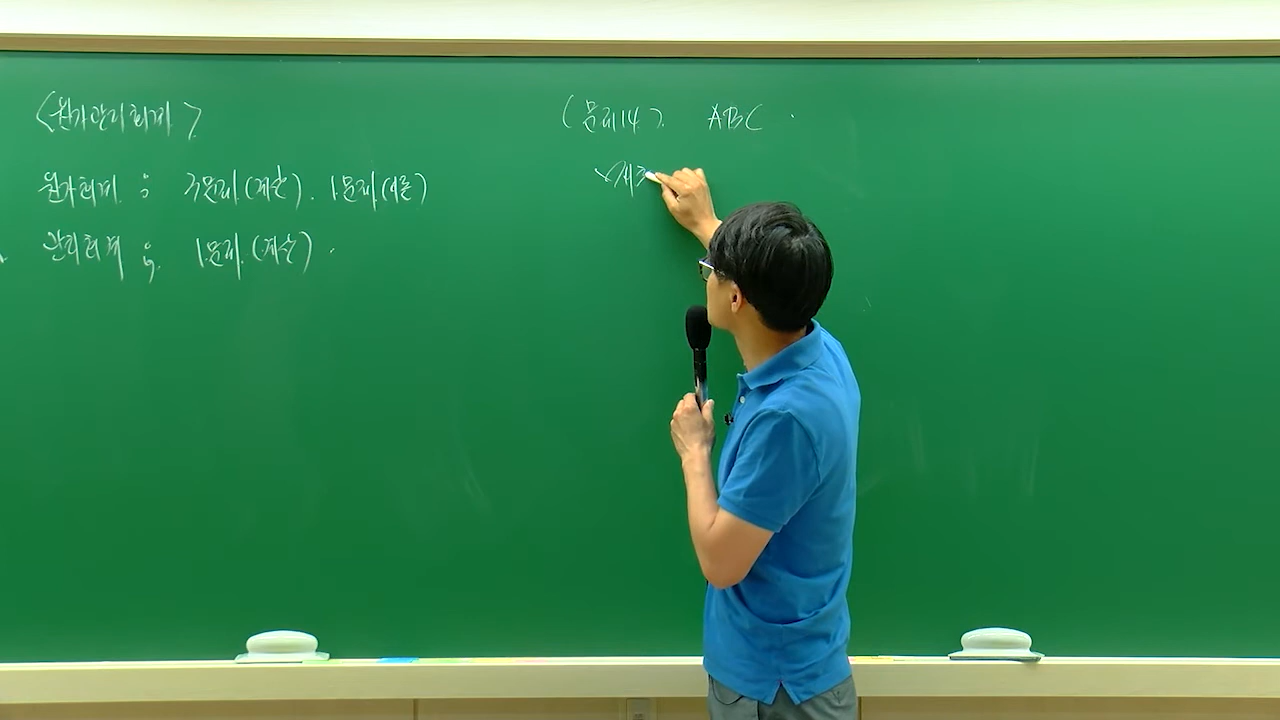 <원가관리회계>
원가회계 ; 3문제(계산). 1문제(서술)
관리회계 ; 1문제(계산).
(문제14). ABC.